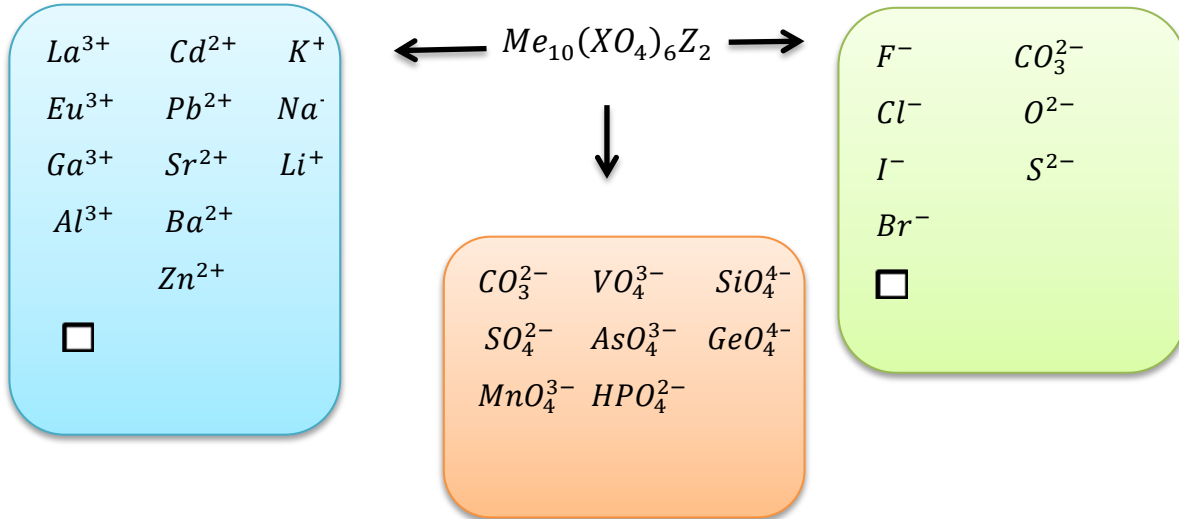 Me₁₀(XO₄)₆Z₂
La³⁺ Cd²⁺ K⁺
Eu³⁺ Pb²⁺ Na⁻
Ga³⁺ Sr²⁺ Li⁺
Al³⁺ Ba²⁺
Zn²⁺
CO₃²⁻ VO₄³⁻ SiO₄⁴⁻
SO₄²⁻ AsO₄³⁻ GeO₄⁴⁻
MnO₄³⁻ HPO₄²⁻
F⁻ CO₃²⁻
Cl⁻ O²⁻
I⁻ S²⁻
Br⁻